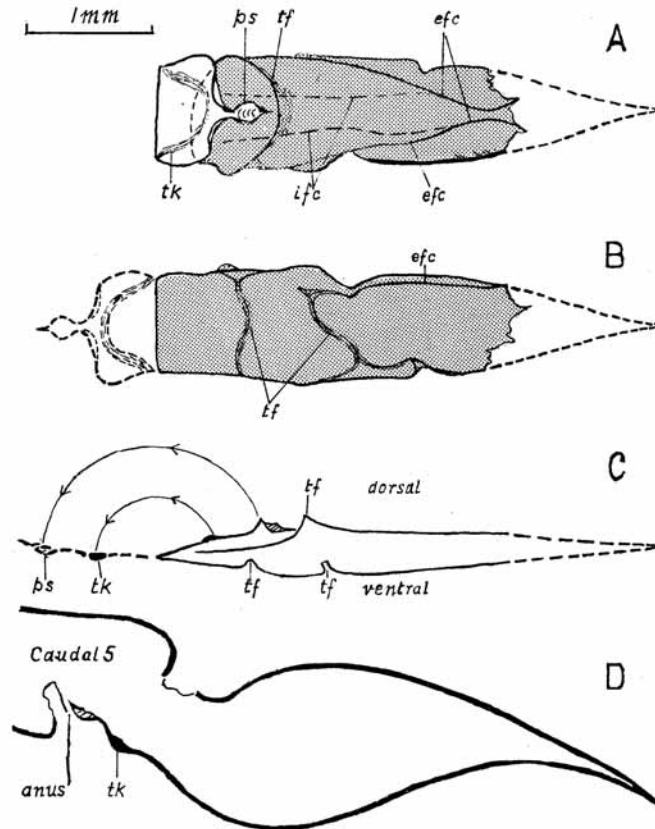 1mm
ps
tf
efc
A
tk
ifc
efc
B
efc
tf
C
tf
dorsal
ps
tk
tf
tf
ventral
Caudal 5
D
anus
tk